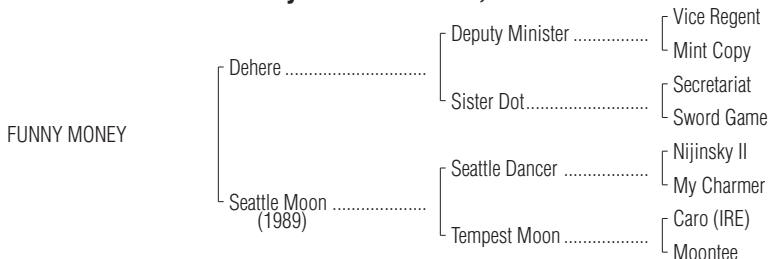 Vice Regent
Deputy Minister ................
Mint Copy
Dehere ..............................
Secretariat
Sister Dot..........................
Sword Game
FUNNY MONEY
Nijinsky II
Seattle Dancer ..................
My Charmer
Seattle Moon ....................
(1989)
Caro (IRE)
Tempest Moon ..................
Moontee